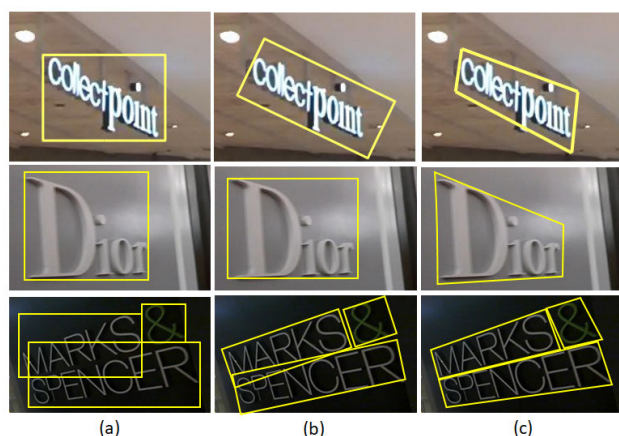 Collectpoint
Collectpoint
Collectpoint
Dior
Dior
Dior
MARKS &
SPENCER
MARKS &
SPENCER
MARKS &
SPENCER
(a) (b) (c)